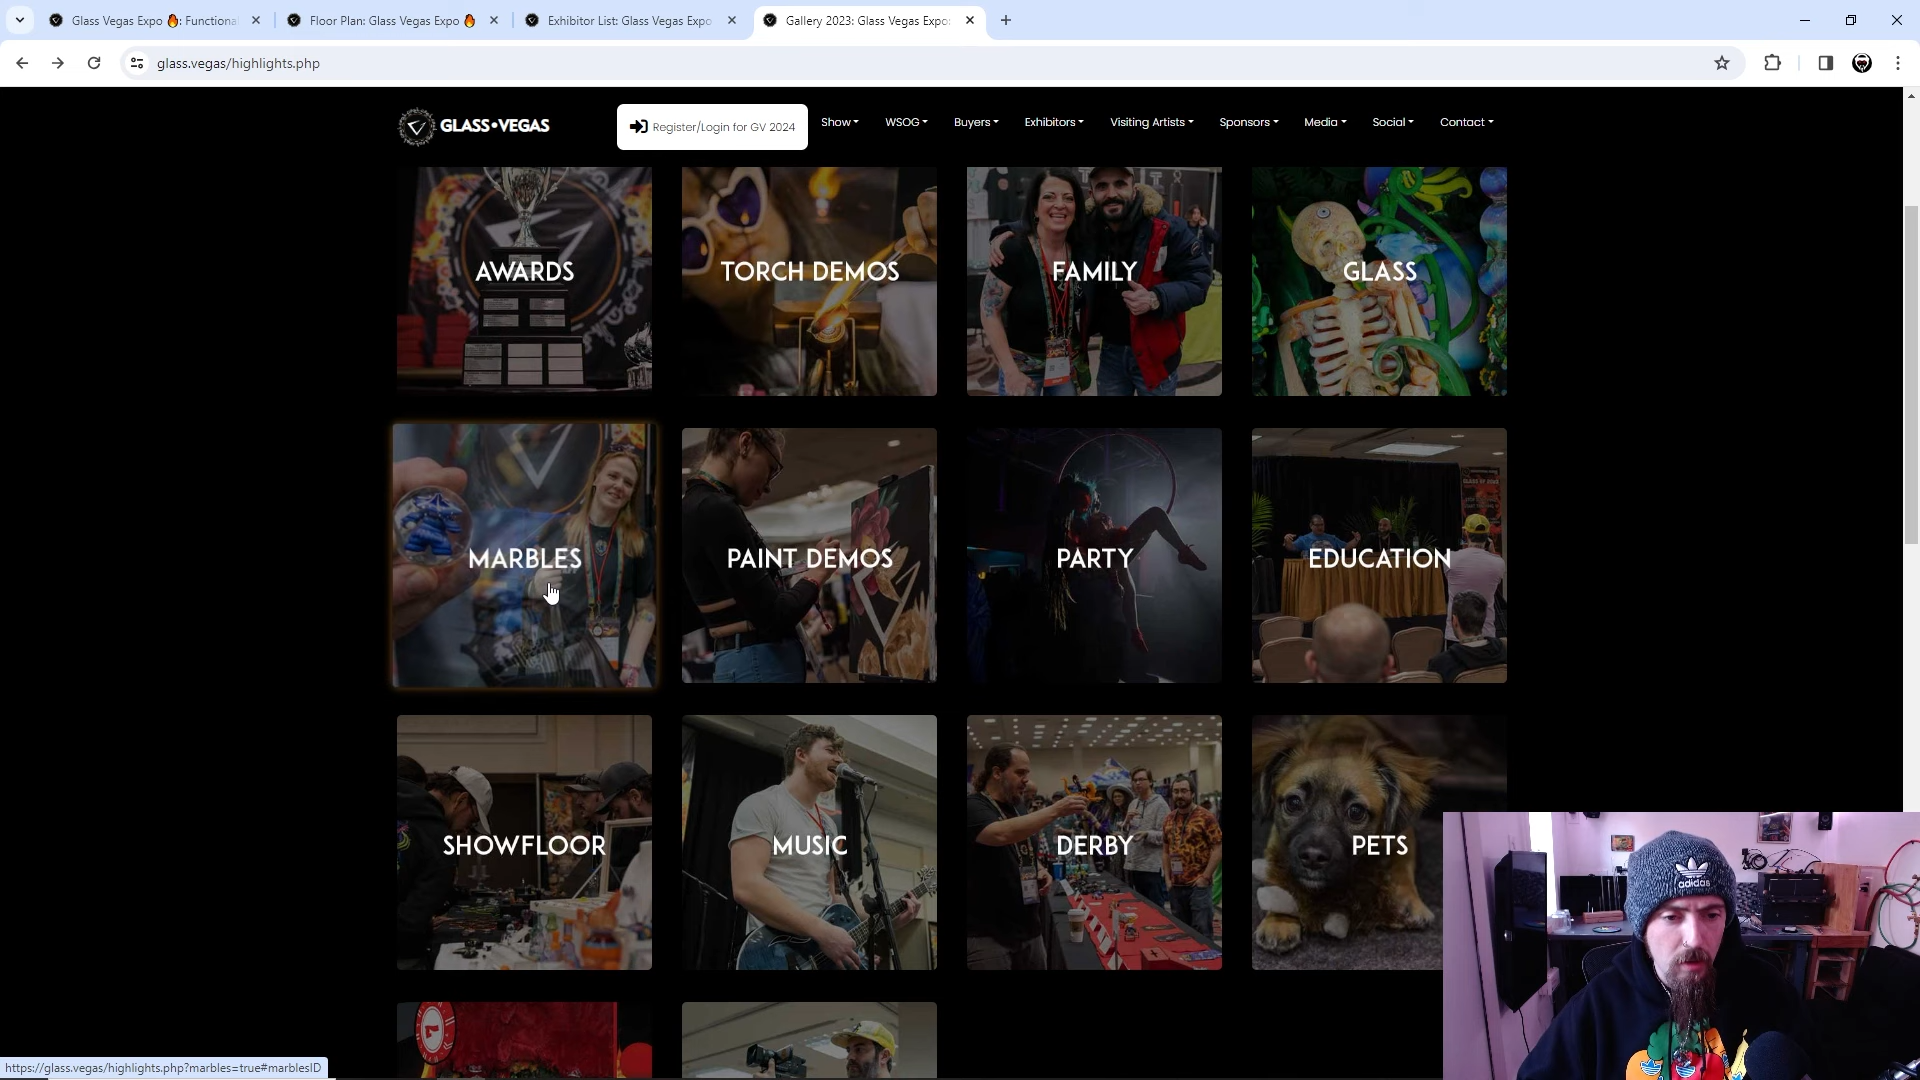 Glass Vegas Expo 🔥: Functiona
Floor Plan: Glass Vegas Expo 🔥
Exhibitor List: Glass Vegas Expo
Gallery 2023: Glass Vegas Expo:
glass.vegas/highlights.php
GLASS•VEGAS
Register/Login for GV 2024
Show
WSOG
Buyers
Exhibitors
Visiting Artists
Sponsors
Media
Social
Contact
AWARDS
TORCH DEMOS
FAMILY
GLASS
MARBLES
PAINT DEMOS
PARTY
EDUCATION
SHOWFLOOR
MUSIC
DERBY
PETS
adidas
https://glass.vegas/highlights.php?marbles=true#marblesID